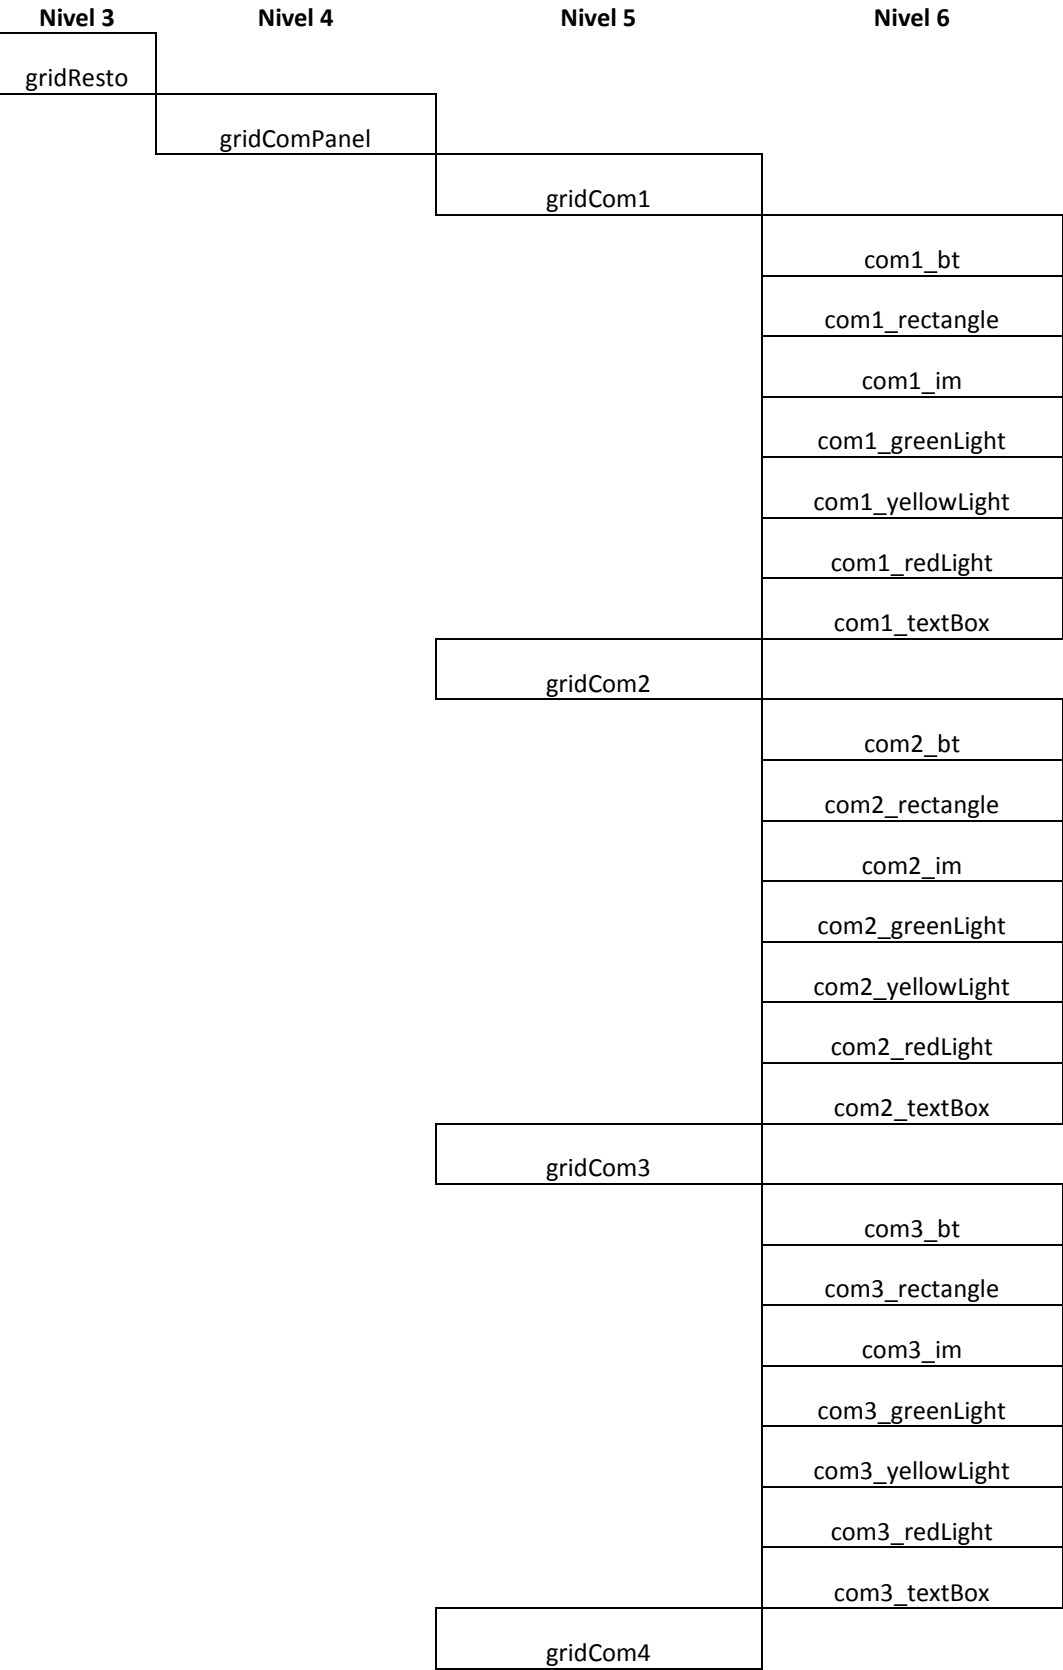 Nivel 3 Nivel 4 Nivel 5 Nivel 6
gridResto
gridComPanel
gridCom1
com1_bt
com1_rectangle
com1_im
com1_greenLight
com1_yellowLight
com1_redLight
com1_textBox
gridCom2
com2_bt
com2_rectangle
com2_im
com2_greenLight
com2_yellowLight
com2_redLight
com2_textBox
gridCom3
com3_bt
com3_rectangle
com3_im
com3_greenLight
com3_yellowLight
com3_redLight
com3_textBox
gridCom4